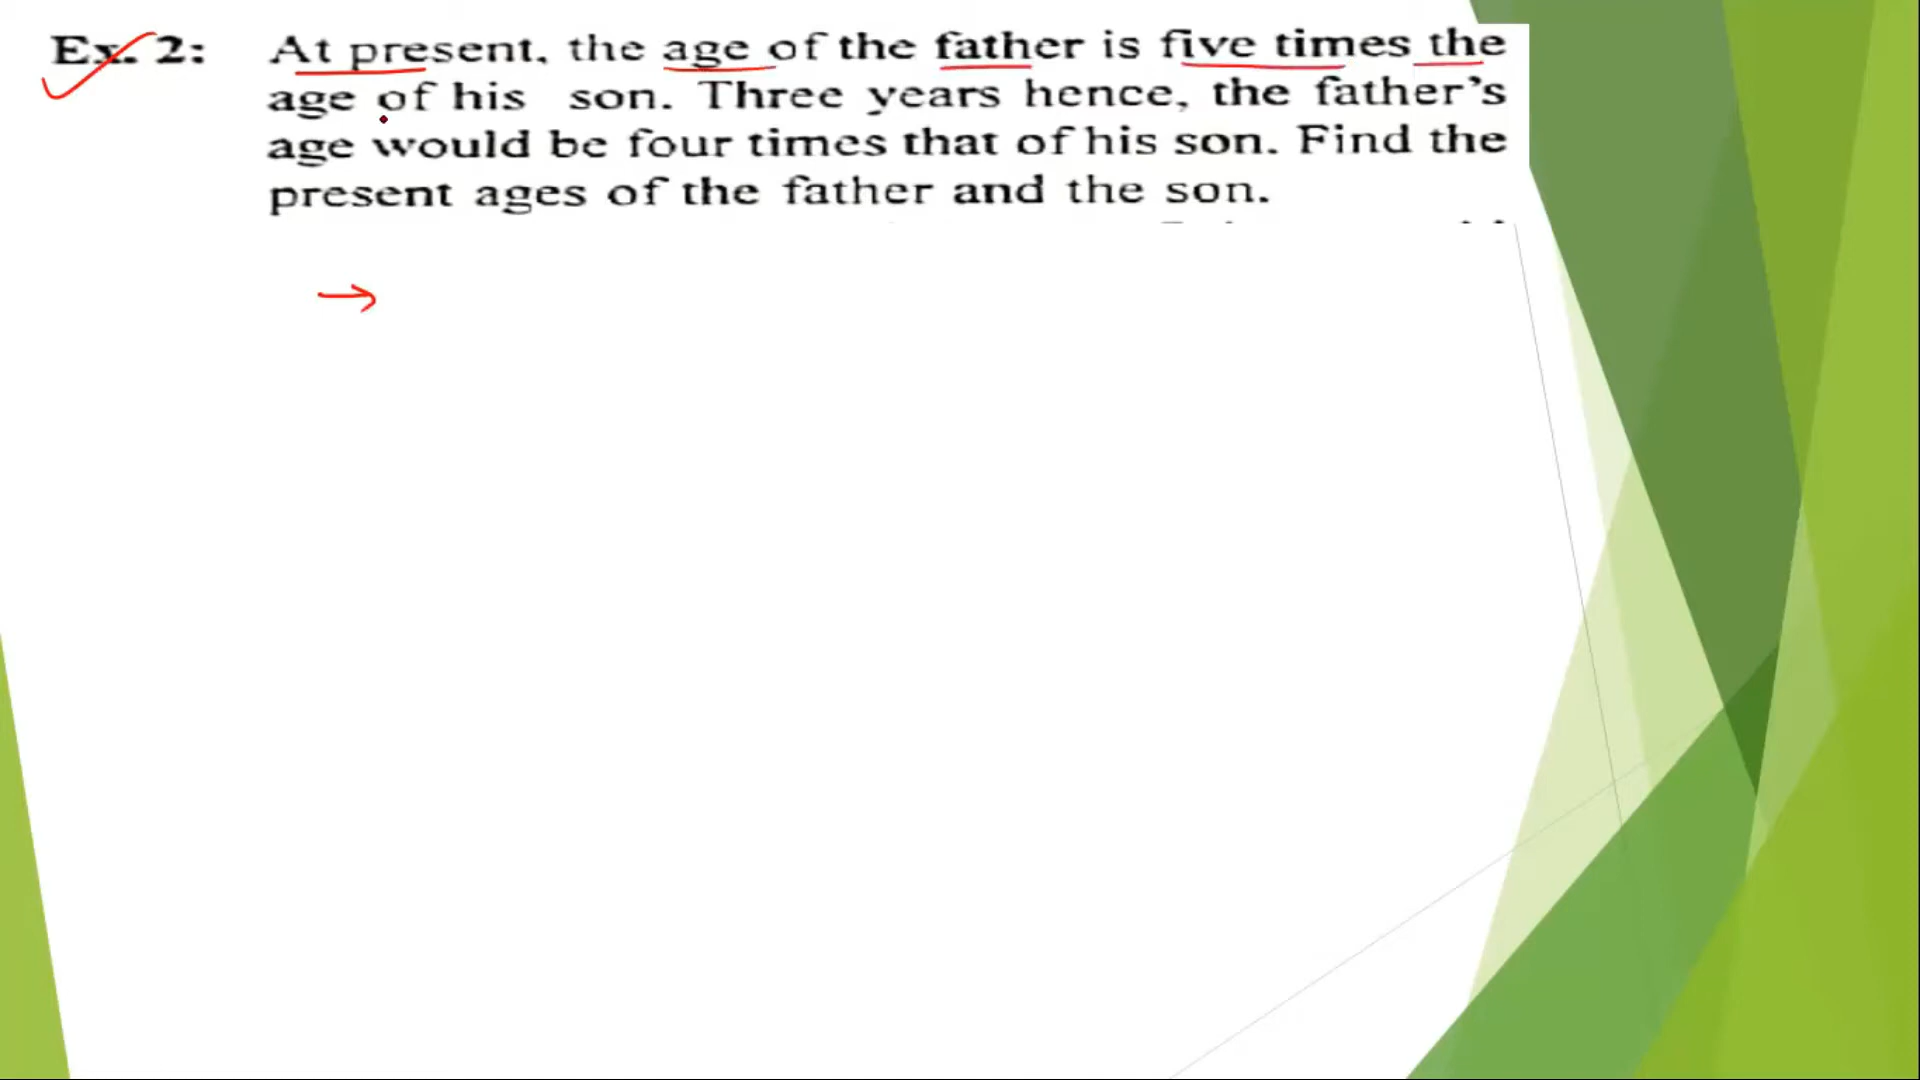 Ex. 2: At present, the age of the father is five times the
age of his son. Three years hence, the father's
age would be four times that of his son. Find the
present ages of the father and the son.